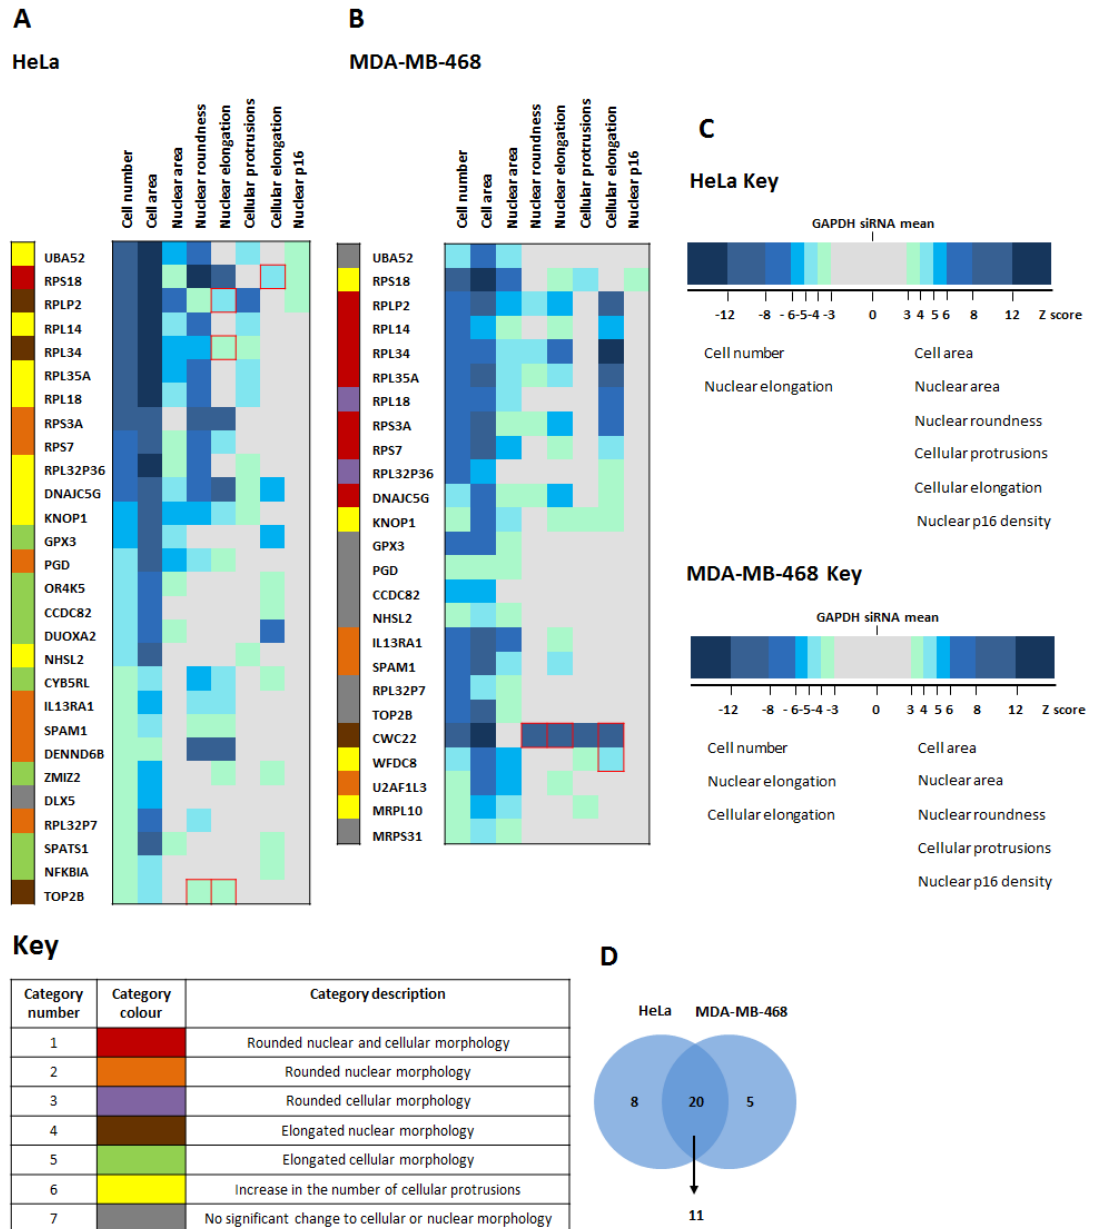 A
HeLa
Cell number
Cell area
Nuclear area
Nuclear roundness
Nuclear elongation
Cellular protrusions
Cellular elongation
Nuclear p16
UBA52
RPS18
RPLP2
RPL14
RPL34
RPL35A
RPL18
RPS3A
RPS7
RPL32P36
DNAJC5G
KNOP1
GPX3
PGD
OR4K5
CCDC82
DUOXA2
NHSL2
CYB5RL
IL13RA1
SPAM1
DENND6B
ZMIZ2
DLX5
RPL32P7
SPATS1
NFKBIA
TOP2B
B
MDA-MB-468
Cell number
Cell area
Nuclear area
Nuclear roundness
Nuclear elongation
Cellular protrusions
Cellular elongation
Nuclear p16
UBA52
RPS18
RPLP2
RPL14
RPL34
RPL35A
RPL18
RPS3A
RPS7
RPL32P36
DNAJC5G
KNOP1
GPX3
PGD
CCDC82
NHSL2
IL13RA1
SPAM1
RPL32P7
TOP2B
CWC22
WFDC8
U2AF1L3
MRPL10
MRPS31
C
HeLa Key
GAPDH siRNA mean
-12 -8 - 6-5-4 -3 0 3 4 5 6 8 12 Z score
Cell number
Nuclear elongation
Cell area
Nuclear area
Nuclear roundness
Cellular protrusions
Cellular elongation
Nuclear p16 density
MDA-MB-468 Key
GAPDH siRNA mean
-12 -8 - 6-5-4 -3 0 3 4 5 6 8 12 Z score
Cell number
Nuclear elongation
Cellular elongation
Cell area
Nuclear area
Nuclear roundness
Cellular protrusions
Nuclear p16 density
Key
Category number
Category colour
Category description
1 Rounded nuclear and cellular morphology
2 Rounded nuclear morphology
3 Rounded cellular morphology
4 Elongated nuclear morphology
5 Elongated cellular morphology
6 Increase in the number of cellular protrusions
7 No significant change to cellular or nuclear morphology
D
HeLa MDA-MB-468
8 20 5
11